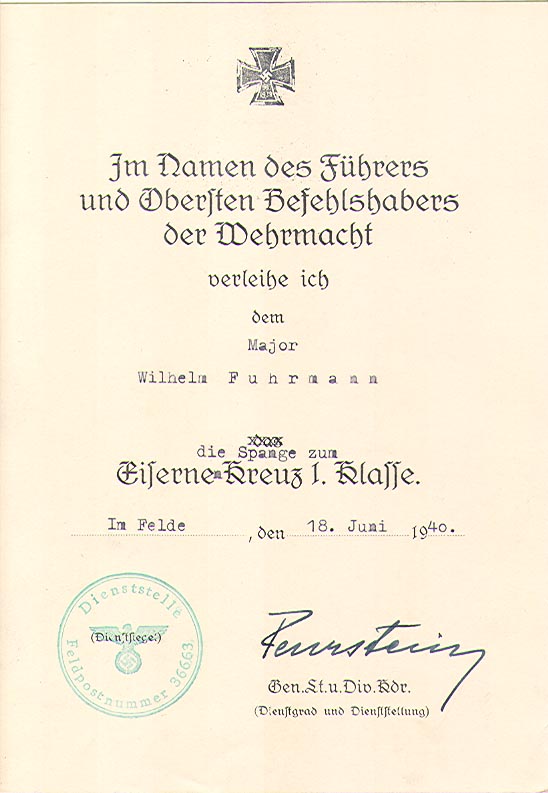 Im Namen des Führers
und Obersten Befehlshabers
der Wehrmacht
verleihe ich
dem
Major
Wilhelm Fuhrmann
das
die Spange zum
Eisernen Kreuz 1. Klasse.
Im Felde, den 18. Juni 1940.
Dienststelle
(Dienstsiegel)
Feldpostnummer 36663.
Feurstein
Gen.Lt.u.Div.Kdr.
(Dienstgrad und Dienststellung)